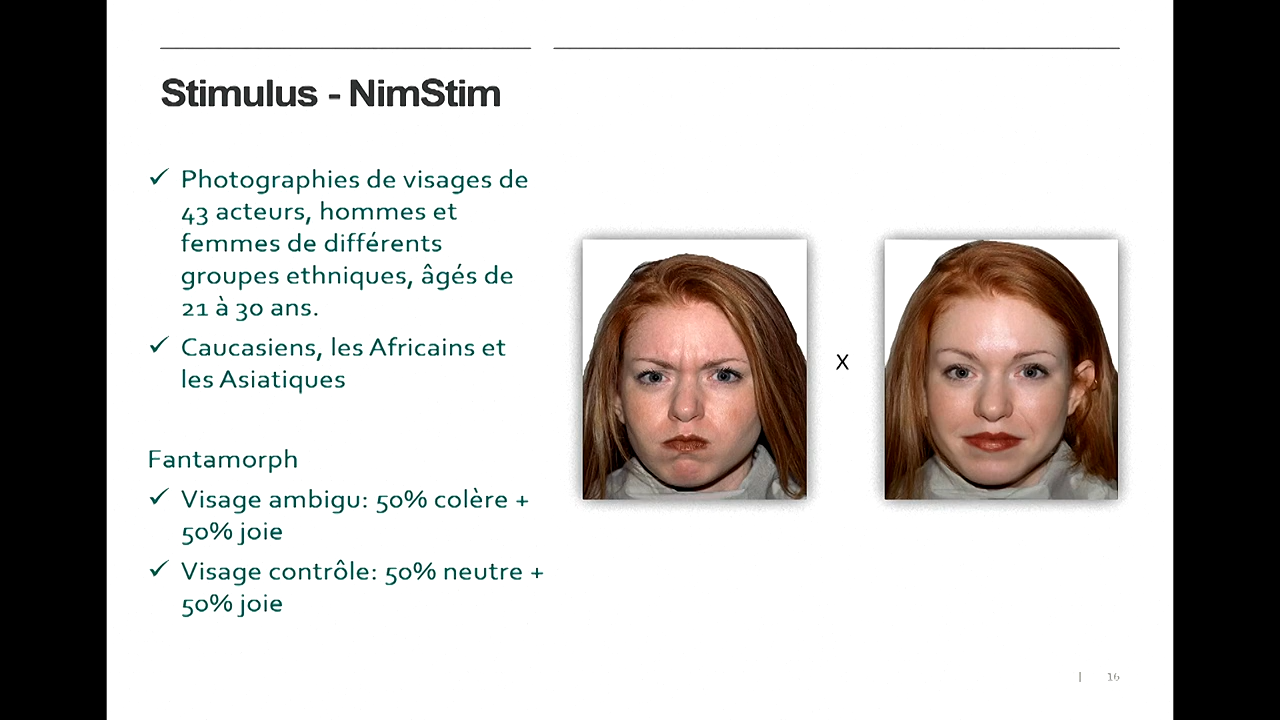 Stimulus - NimStim
✓ Photographies de visages de
43 acteurs, hommes et
femmes de différents
groupes ethniques, âgés de
21 à 30 ans.
✓ Caucasiens, les Africains et
les Asiatiques
Fantamorph
✓ Visage ambigu: 50% colère +
50% joie
✓ Visage contrôle: 50% neutre +
50% joie
X
| 16